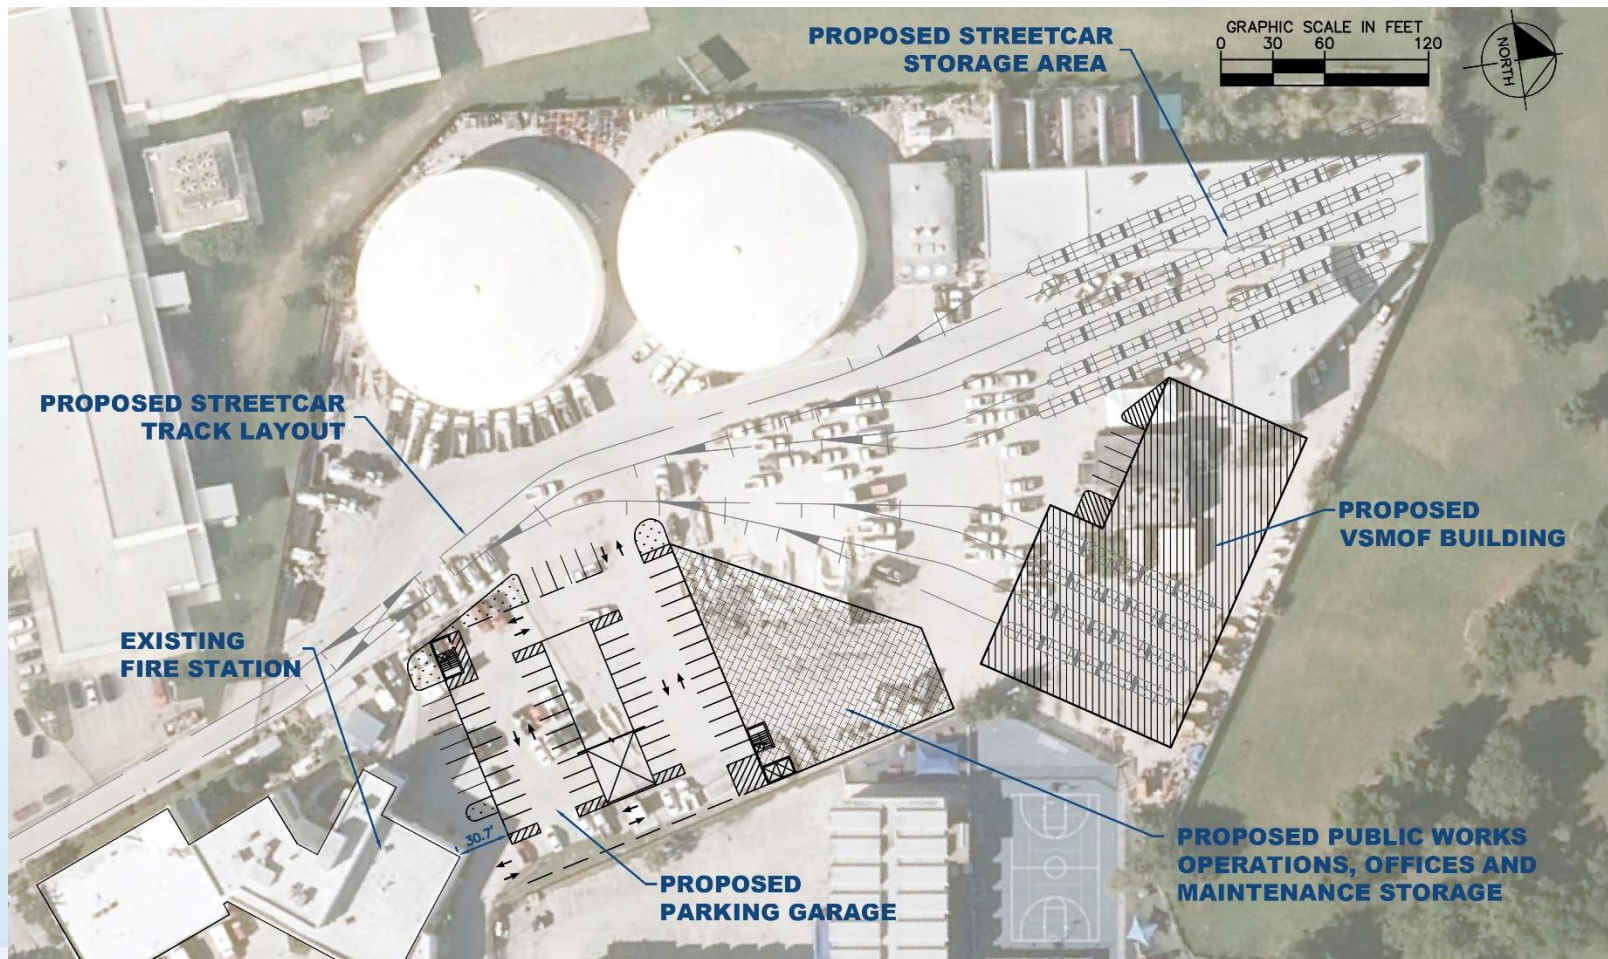 PROPOSED STREETCAR
STORAGE AREA
GRAPHIC SCALE IN FEET
0 30 60 120
NORTH
PROPOSED STREETCAR
TRACK LAYOUT
PROPOSED
VSMOF BUILDING
EXISTING
FIRE STATION
30.7'
PROPOSED
PARKING GARAGE
PROPOSED PUBLIC WORKS
OPERATIONS, OFFICES AND
MAINTENANCE STORAGE